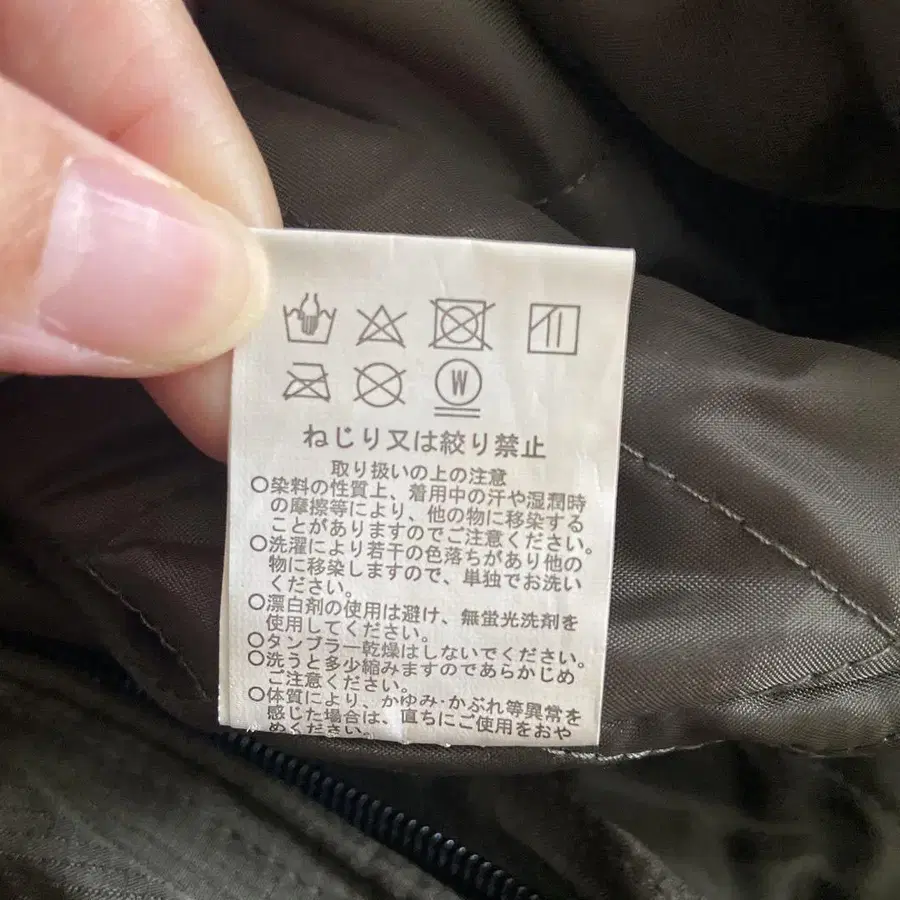 W
ねじり又は絞り禁止
取り扱いの上の注意
○染料の性質上、着用中の汗や湿潤時
の摩擦等により、他の物に移染する
ことがありますのでご注意ください。
○洗濯により若干の色落ちがあり他の
物に移染しますので、単独でお洗い
ください。
○漂白剤の使用は避け、無蛍光洗剤を
使用してください。
○タンブラー乾燥はしないでください。
○洗うと多少縮みますのであらかじめ
ご注意ください。
○体質により、かゆみ・かぶれ等異常を
感じた場合は、直ちにご使用をおや
めください。